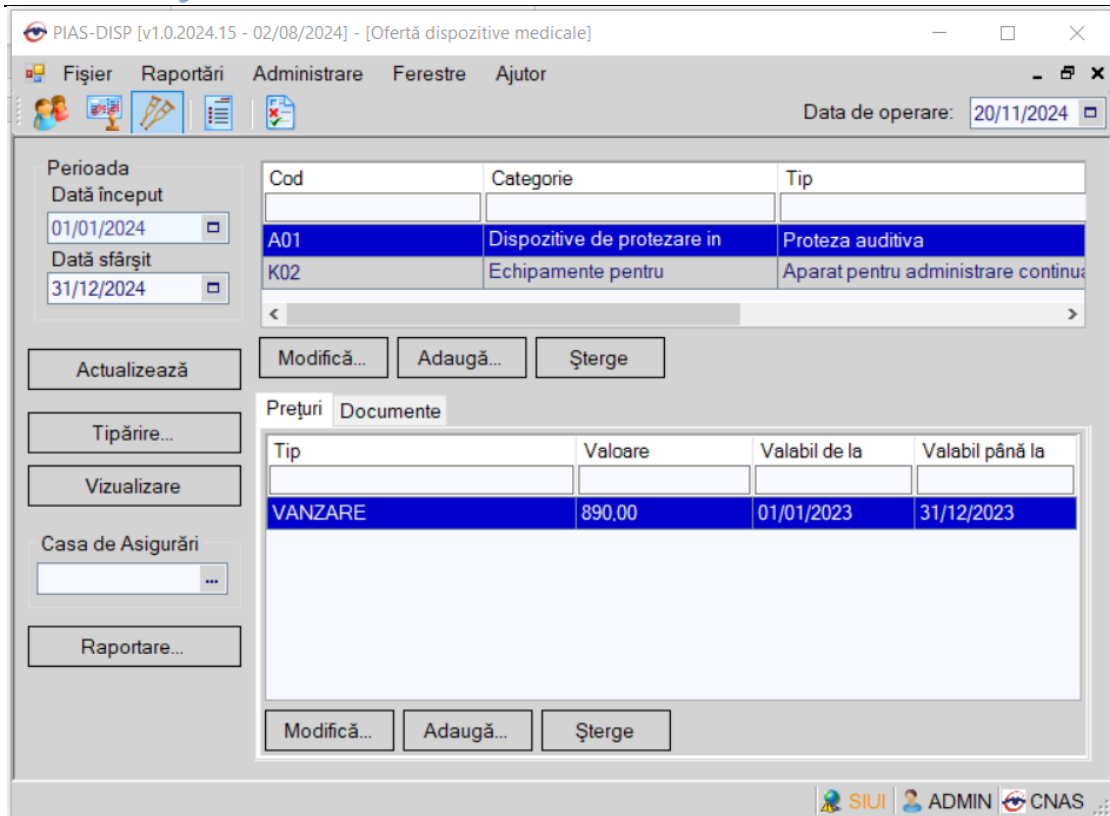 PIAS-DISP [v1.0.2024.15 - 02/08/2024] - [Ofertă dispozitive medicale]
Fişier Raportări Administrare Ferestre Ajutor
Data de operare: 20/11/2024
Perioada
Dată început
01/01/2024
Dată sfârşit
31/12/2024
Actualizează
Tipărire...
Vizualizare
Casa de Asigurări
...
Raportare...
Cod Categorie Tip
A01 Dispozitive de protezare in Proteza auditiva
K02 Echipamente pentru Aparat pentru administrare continua
Modifică... Adaugă... Şterge
Preţuri Documente
Tip Valoare Valabil de la Valabil până la
VANZARE 890,00 01/01/2023 31/12/2023
Modifică... Adaugă... Şterge
SIUI ADMIN CNAS